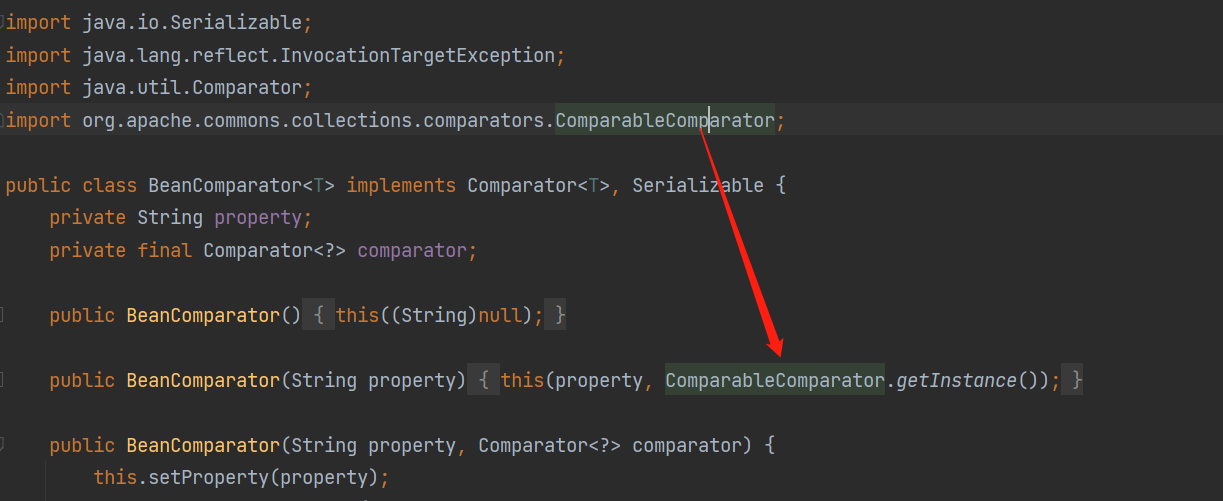 import java.io.Serializable;
import java.lang.reflect.InvocationTargetException;
import java.util.Comparator;
import org.apache.commons.collections.comparators.ComparableComparator;
public class BeanComparator<T> implements Comparator<T>, Serializable {
private String property;
private final Comparator<?> comparator;
public BeanComparator() { this((String)null); }
public BeanComparator(String property) { this(property, ComparableComparator.getInstance()); }
public BeanComparator(String property, Comparator<?> comparator) {
this.setProperty(property);